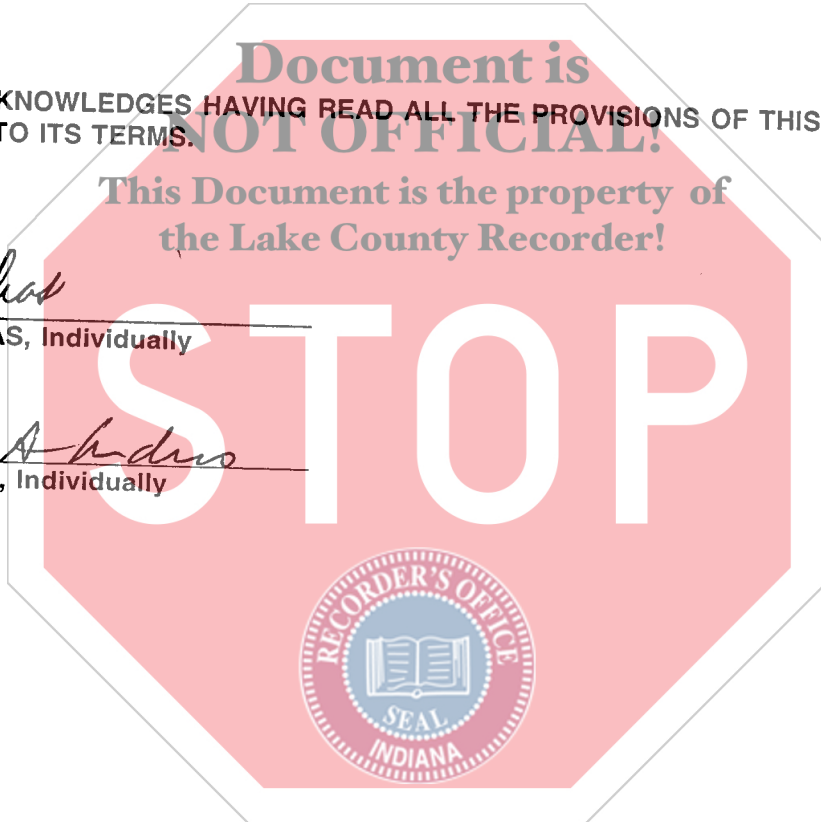 Document is
KNOWLEDGES HAVING READ ALL THE PROVISIONS OF THIS
TO ITS TERMS.
NOT OFFICIAL!
This Document is the property of
the Lake County Recorder!
AS, Individually
STOP
, Individually
RECORDER'S OFFICE
SEAL
INDIANA